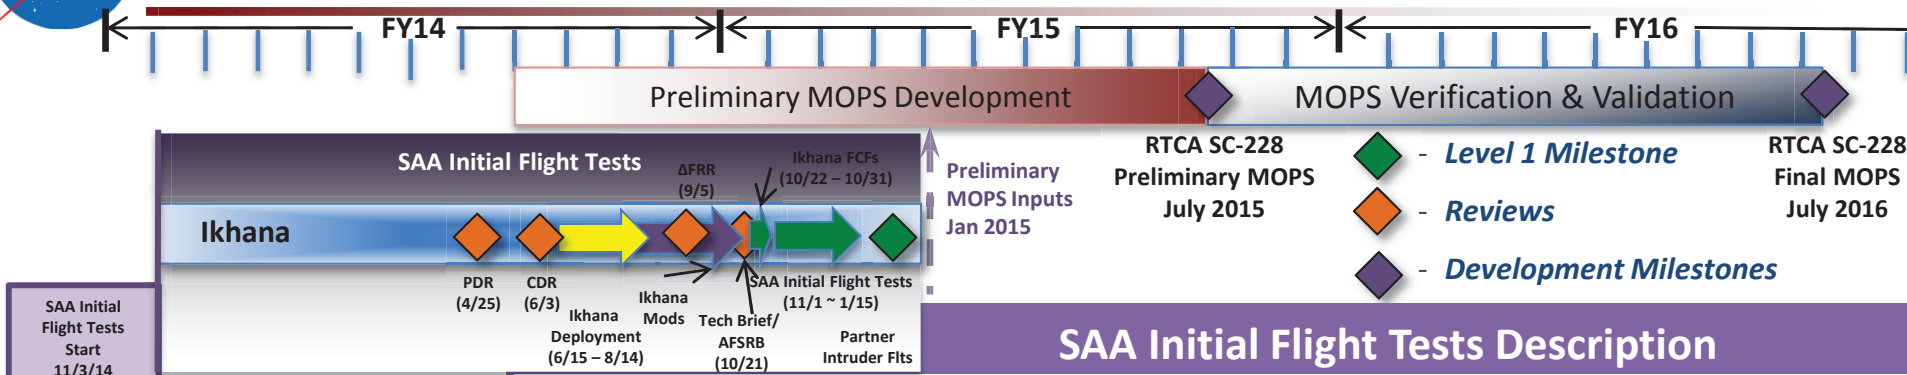 FY14
FY15
FY16
Preliminary MOPS Development
MOPS Verification & Validation
SAA Initial Flight Tests
ΔFRR
(9/5)
Ikhana FCFs
(10/22 – 10/31)
Preliminary
MOPS Inputs
Jan 2015
RTCA SC-228
Preliminary MOPS
July 2015
- Level 1 Milestone
- Reviews
- Development Milestones
RTCA SC-228
Final MOPS
July 2016
Ikhana
PDR
(4/25)
CDR
(6/3)
Ikhana
Deployment
(6/15 – 8/14)
Ikhana
Mods
Tech Brief/
AFSRB
(10/21)
SAA Initial Flight Tests
(11/1 ~ 1/15)
Partner
Intruder Flts
SAA Initial
Flight Tests
Start
11/3/14
SAA Initial Flight Tests Description